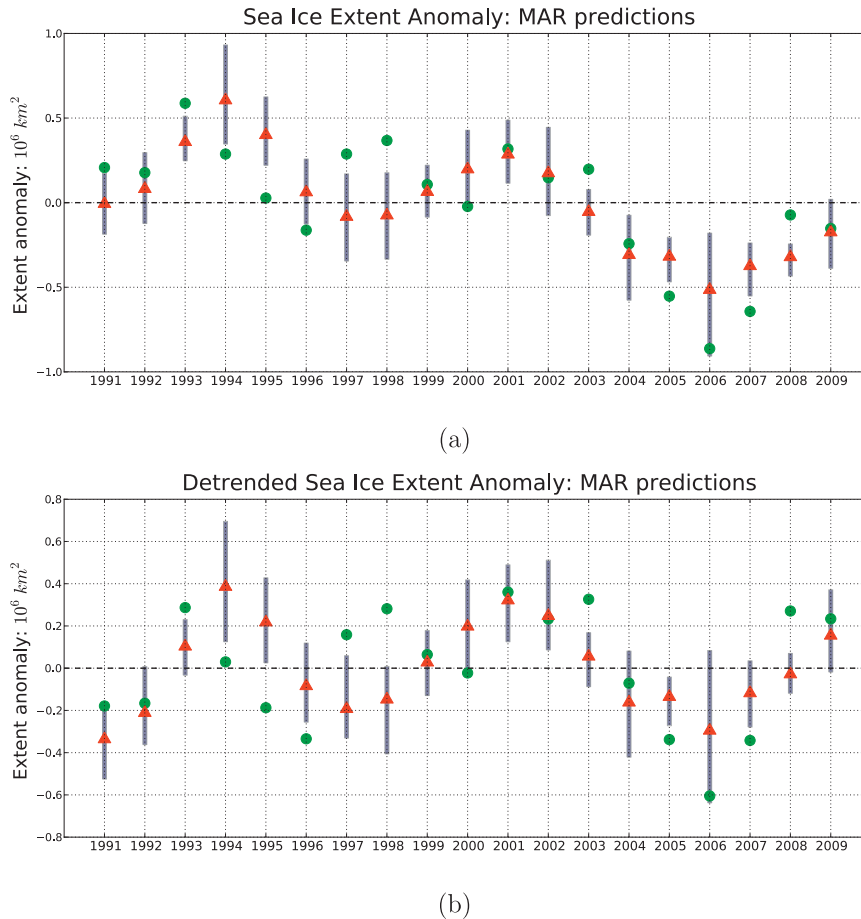 Sea Ice Extent Anomaly: MAR predictions
Extent anomaly: 10^6 km^2
1.0
0.5
0.0
−0.5
−1.0
1991 1992 1993 1994 1995 1996 1997 1998 1999 2000 2001 2002 2003 2004 2005 2006 2007 2008 2009
(a)
Detrended Sea Ice Extent Anomaly: MAR predictions
Extent anomaly: 10^6 km^2
0.8
0.6
0.4
0.2
0.0
−0.2
−0.4
−0.6
−0.8
1991 1992 1993 1994 1995 1996 1997 1998 1999 2000 2001 2002 2003 2004 2005 2006 2007 2008 2009
(b)